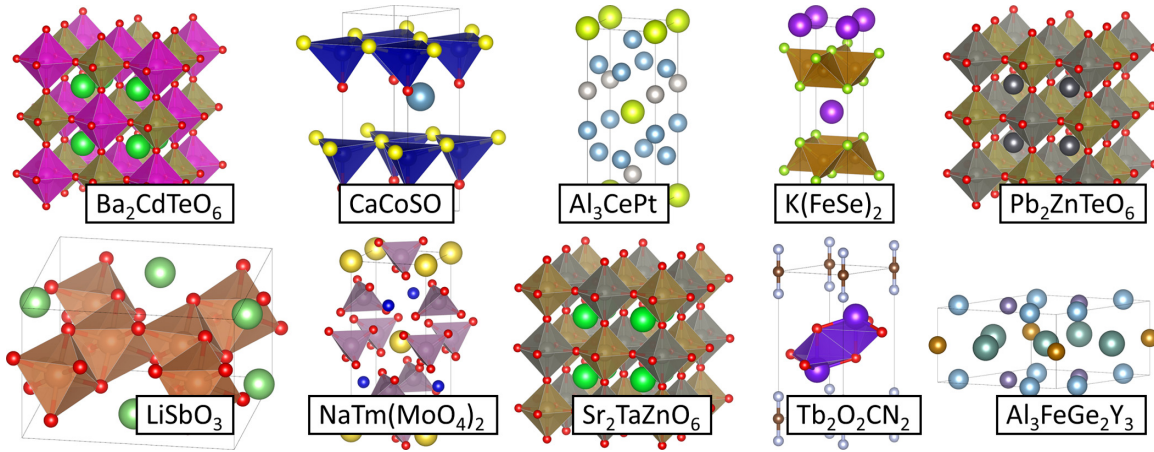 Ba₂CdTeO₆
CaCoSO
Al₃CePt
K(FeSe)₂
Pb₂ZnTeO₆
LiSbO₃
NaTm(MoO₄)₂
Sr₂TaZnO₆
Tb₂O₂CN₂
Al₃FeGe₂Y₃